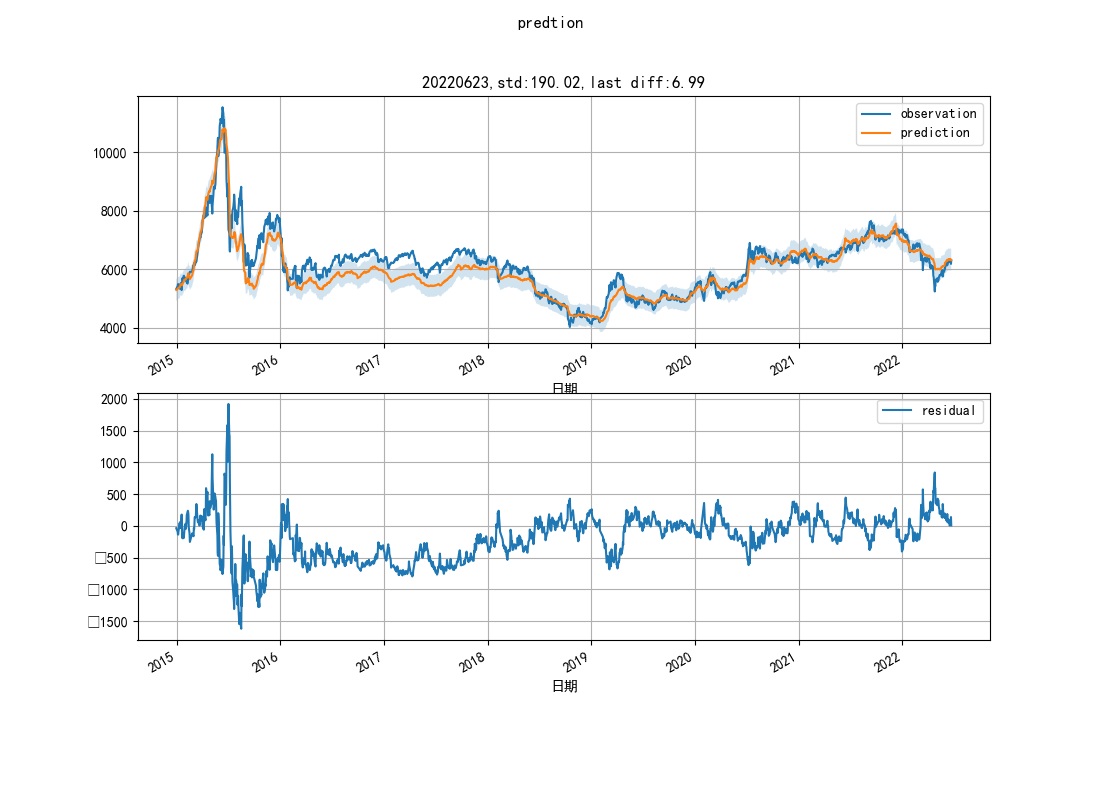 predtion
20220623,std:190.02,last diff:6.99
observation
prediction
10000
8000
6000
4000
2015 2016 2017 2018 2019 2020 2021 2022
日期
residual
2000
1500
1000
500
0
□500
□1000
□1500
2015 2016 2017 2018 2019 2020 2021 2022
日期